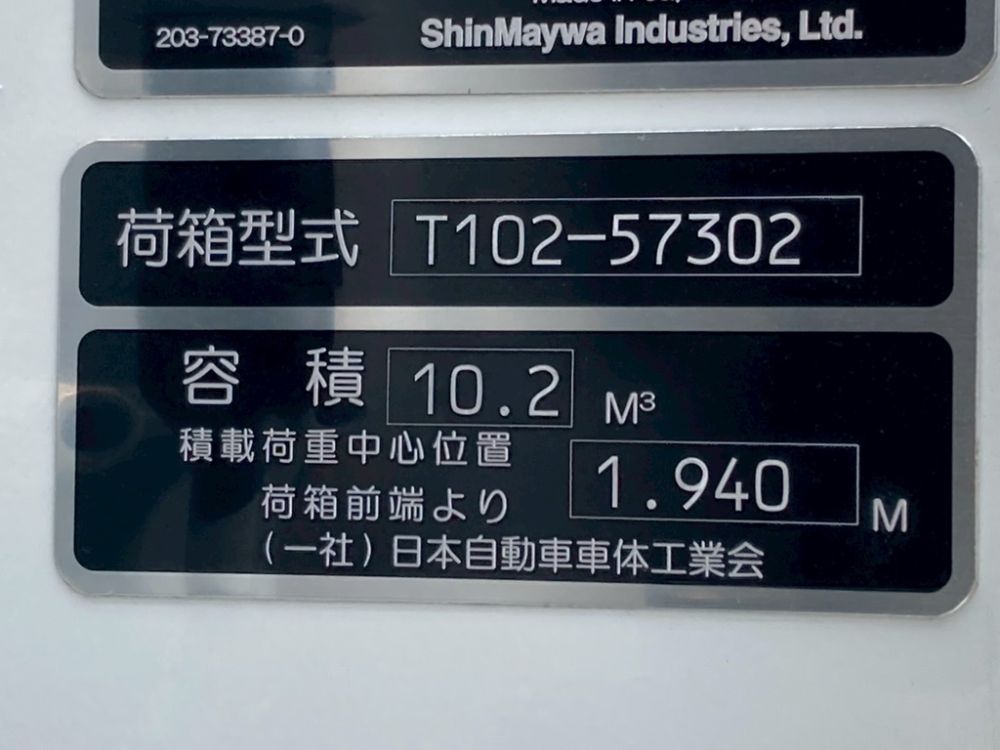 203-73387-0
ShinMaywa Industries, Ltd.
荷箱型式 T102-57302
容 積 10.2 M³
積載荷重中心位置
荷箱前端より 1.940 M
(一社)日本自動車車体工業会